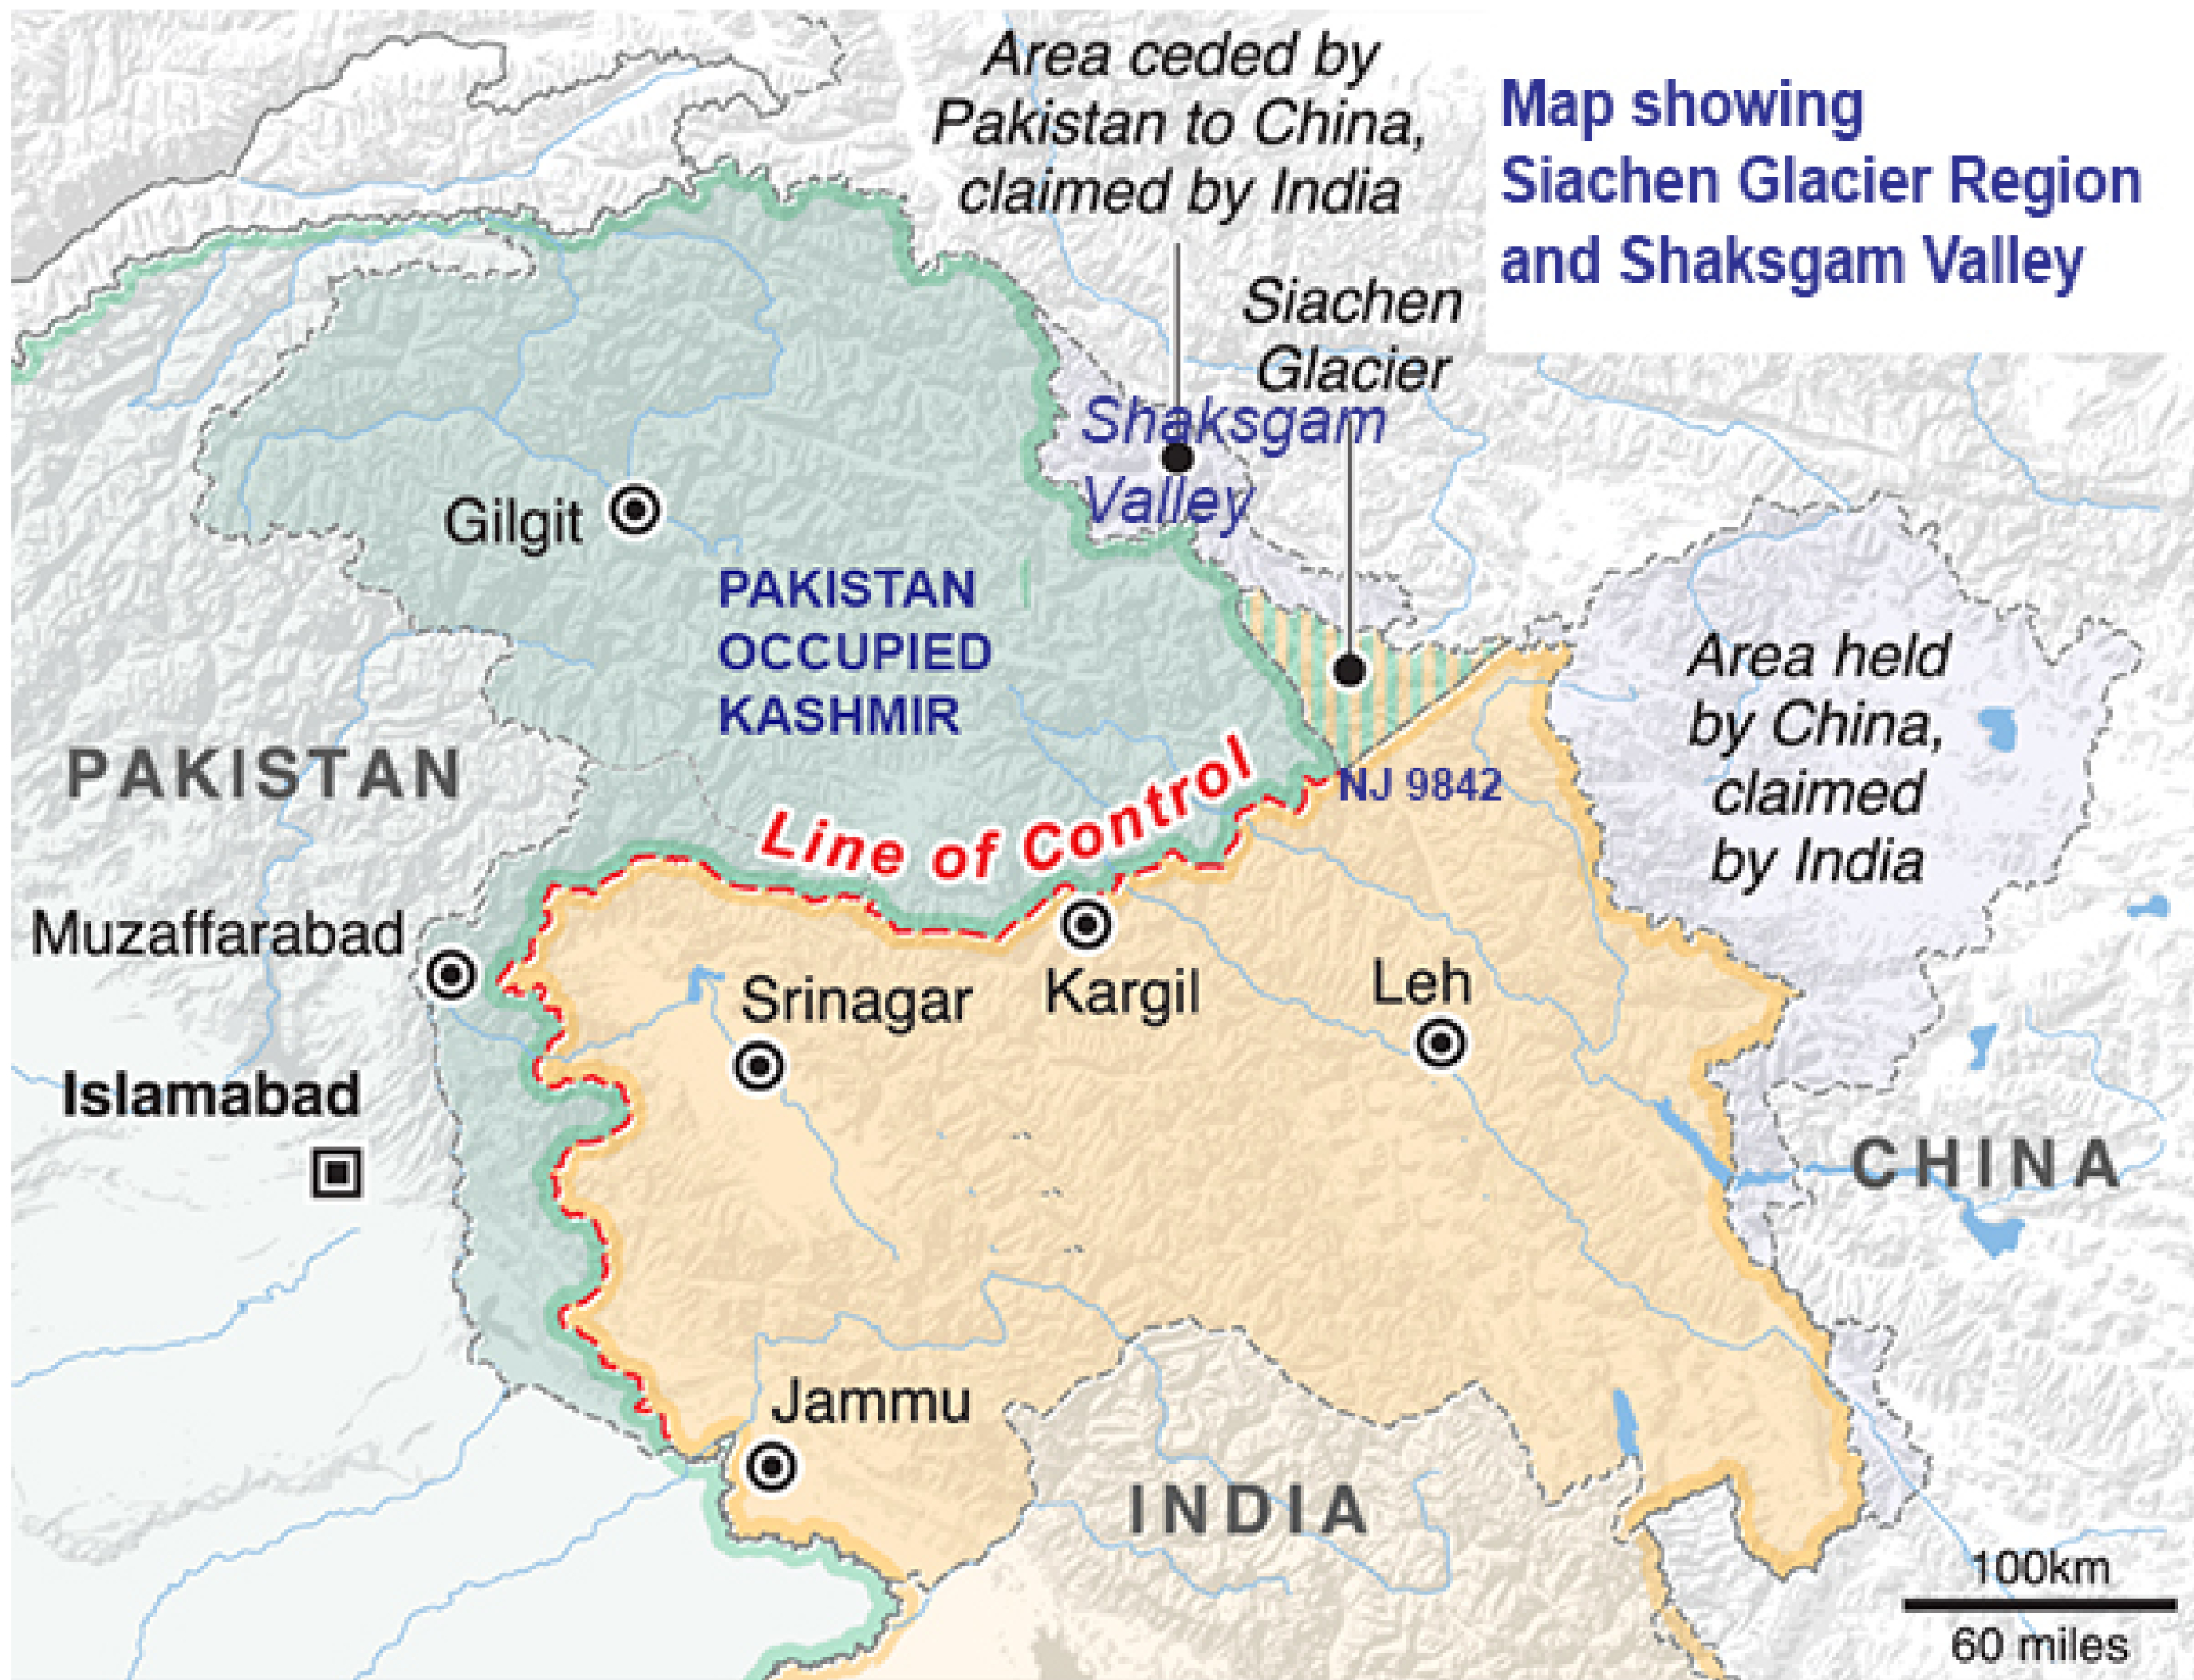 Area ceded by
Pakistan to China,
claimed by India
Map showing
Siachen Glacier Region
and Shaksgam Valley
Siachen
Glacier
Shaksgam
Valley
Gilgit
PAKISTAN
OCCUPIED
KASHMIR
Area held
by China,
claimed
by India
PAKISTAN
Line of Control
NJ 9842
Muzaffarabad
Srinagar
Kargil
Leh
Islamabad
CHINA
Jammu
INDIA
100km
60 miles